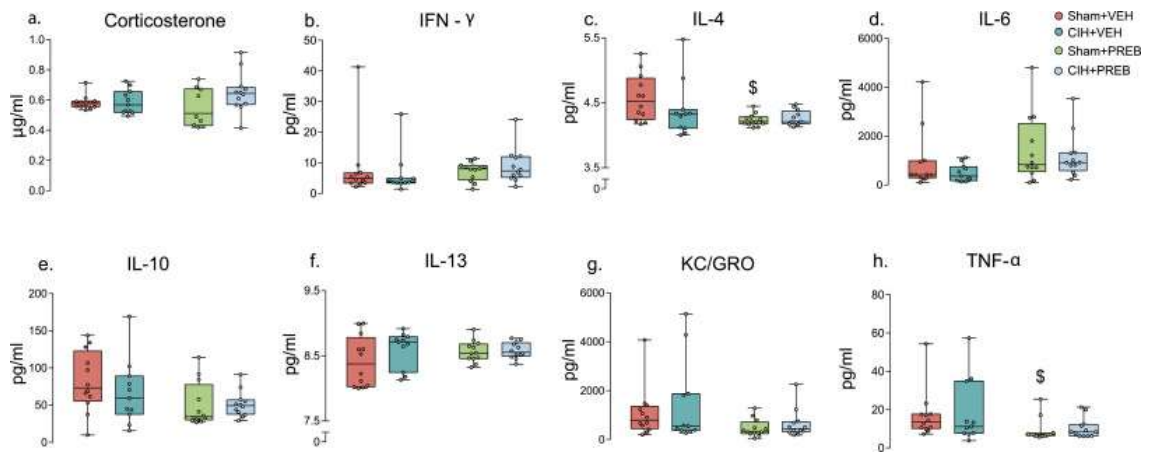 a. Corticosterone
µg/ml
1.0
0.8
0.6
0.4
0.2
0.0
b. IFN - γ
pg/ml
50
40
30
20
10
0
c. IL-4
pg/ml
5.5
4.5
3.5
0
$
d. IL-6
pg/ml
6000
4000
2000
0
Sham+VEH
CIH+VEH
Sham+PREB
CIH+PREB
e. IL-10
pg/ml
200
150
100
50
0
f. IL-13
pg/ml
9.5
8.5
7.5
0
g. KC/GRO
pg/ml
6000
4000
2000
0
h. TNF-α
pg/ml
80
60
40
20
0
$